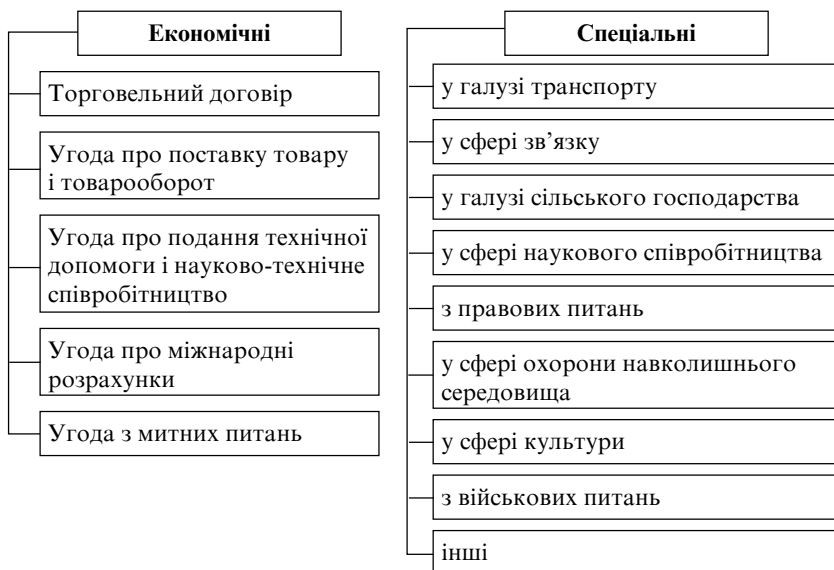 Економічні
Торговельний договір
Угода про поставку товару
і товарооборот
Угода про подання технічної
допомоги і науково-технічне
співробітництво
Угода про міжнародні
розрахунки
Угода з митних питань
Спеціальні
у галузі транспорту
у сфері зв’язку
у галузі сільського господарства
у сфері наукового співробітництва
з правових питань
у сфері охорони навколишнього
середовища
у сфері культури
з військових питань
інші